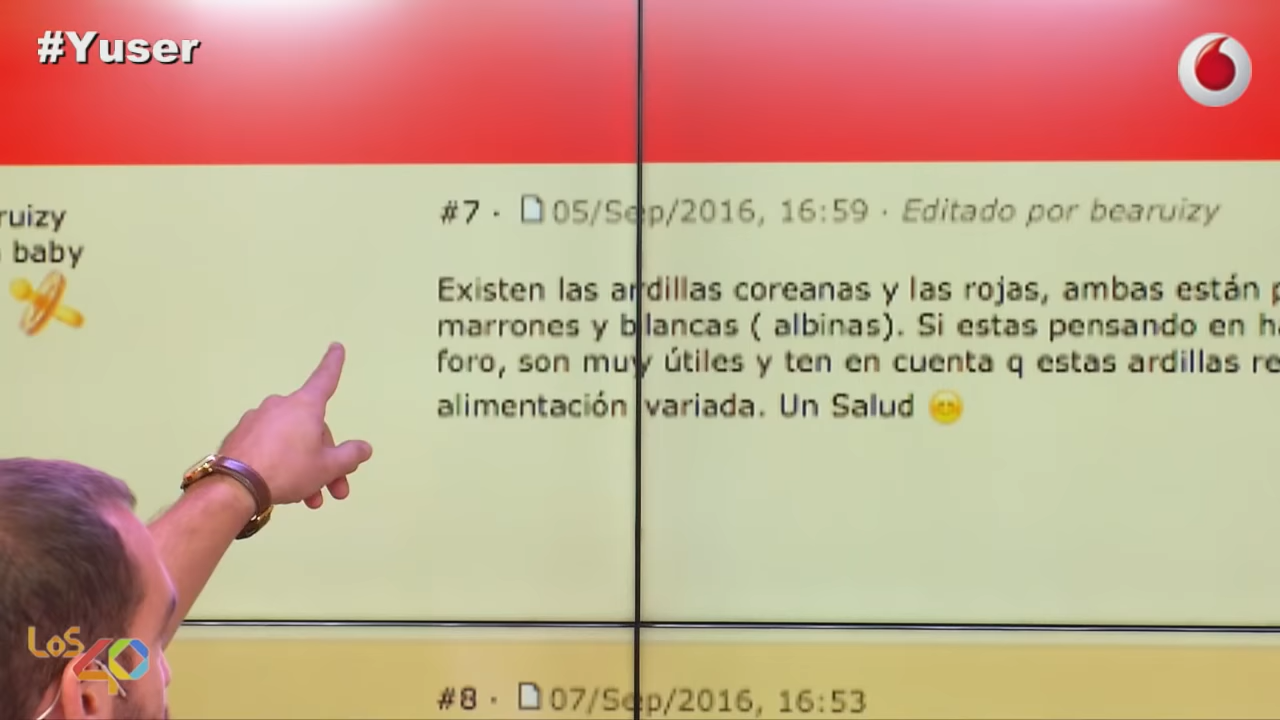 #Yuser
ruizy
baby
#7 · 05/Sep/2016, 16:59 · Editado por bearuizy
Existen las ardillas coreanas y las rojas, ambas están
marrones y blancas ( albinas). Si estas pensando en
foro, son muy útiles y ten en cuenta q estas ardillas
alimentación variada. Un Salud
LOS
40
#8 · 07/Sep/2016, 16:53